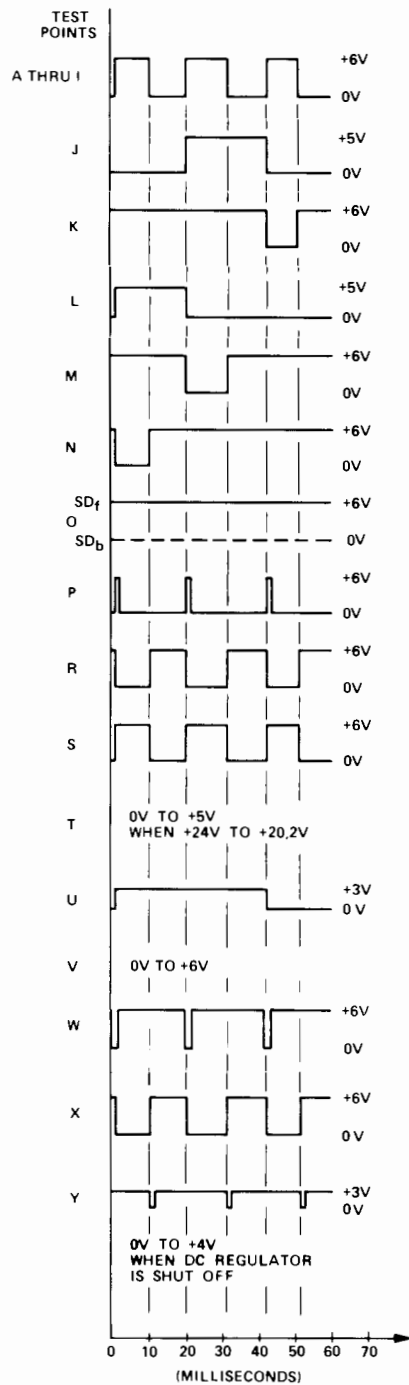 TEST
POINTS
A THRU I
+6V
0V
J
+5V
0V
K
+6V
0V
L
+5V
0V
M
+6V
0V
N
+6V
0V
SDf
+6V
O
SDb
0V
P
+6V
0V
R
+6V
0V
S
+6V
0V
T
0V TO +5V
WHEN +24V TO +20,2V
U
+3V
0V
V
0V TO +6V
W
+6V
0V
X
+6V
0V
Y
+3V
0V
0V TO +4V
WHEN DC REGULATOR
IS SHUT OFF
0 10 20 30 40 50 60 70
(MILLISECONDS)